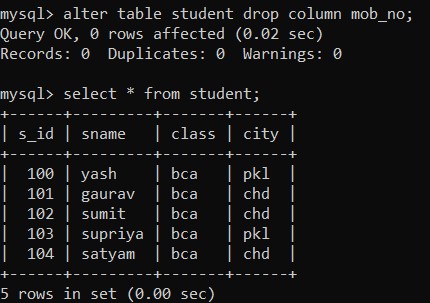 mysql> alter table student drop column mob_no;
Query OK, 0 rows affected (0.02 sec)
Records: 0  Duplicates: 0  Warnings: 0

mysql> select * from student;
+------+---------+-------+------+
| s_id | sname   | class | city |
+------+---------+-------+------+
|  100 | yash    | bca   | pkl  |
|  101 | gaurav  | bca   | chd  |
|  102 | sumit   | bca   | chd  |
|  103 | supriya | bca   | pkl  |
|  104 | satyam  | bca   | chd  |
+------+---------+-------+------+
5 rows in set (0.00 sec)